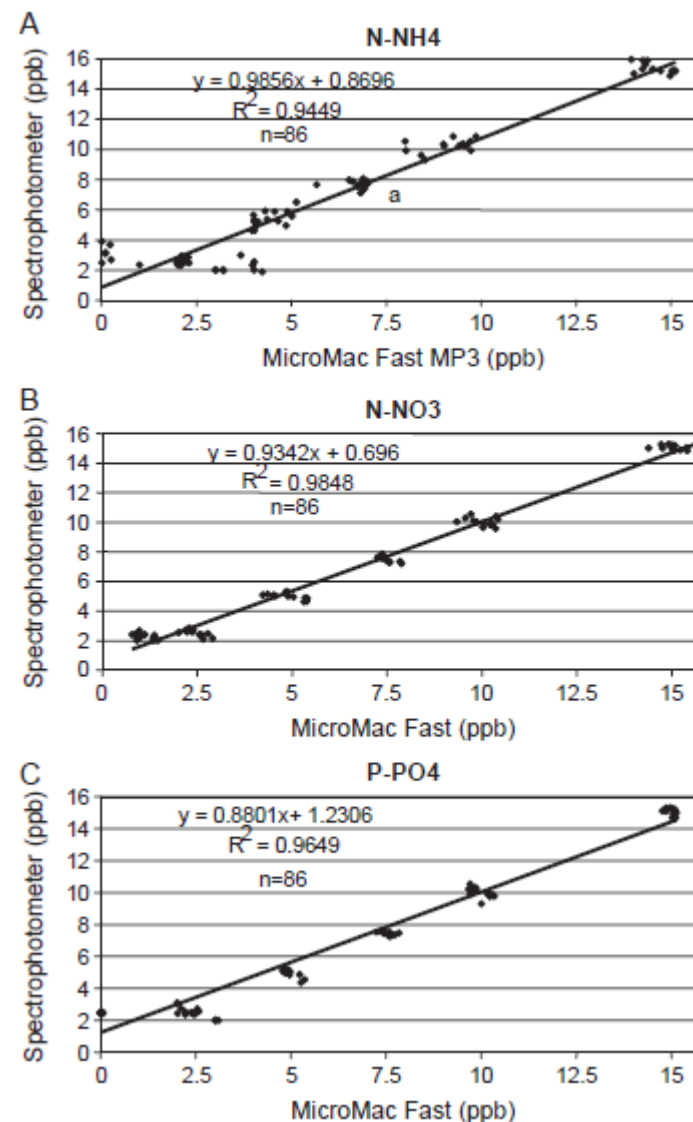 A
N-NH4
Spectrophotometer (ppb)
16
14
12
10
8
6
4
2
0
y = 0.9856x + 0.8696
R2 = 0.9449
n=86
a
0
2.5
5
7.5
10
12.5
15
MicroMac Fast MP3 (ppb)
B
N-NO3
Spectrophotometer (ppb)
16
14
12
10
8
6
4
2
0
y = 0.9342x + 0.696
R2 = 0.9848
n=86
0
2.5
5
7.5
10
12.5
15
MicroMac Fast (ppb)
C
P-PO4
Spectrophotometer (ppb)
16
14
12
10
8
6
4
2
0
y = 0.8801x+ 1.2306
R2 = 0.9649
n=86
0
2.5
5
7.5
10
12.5
15
MicroMac Fast (ppb)